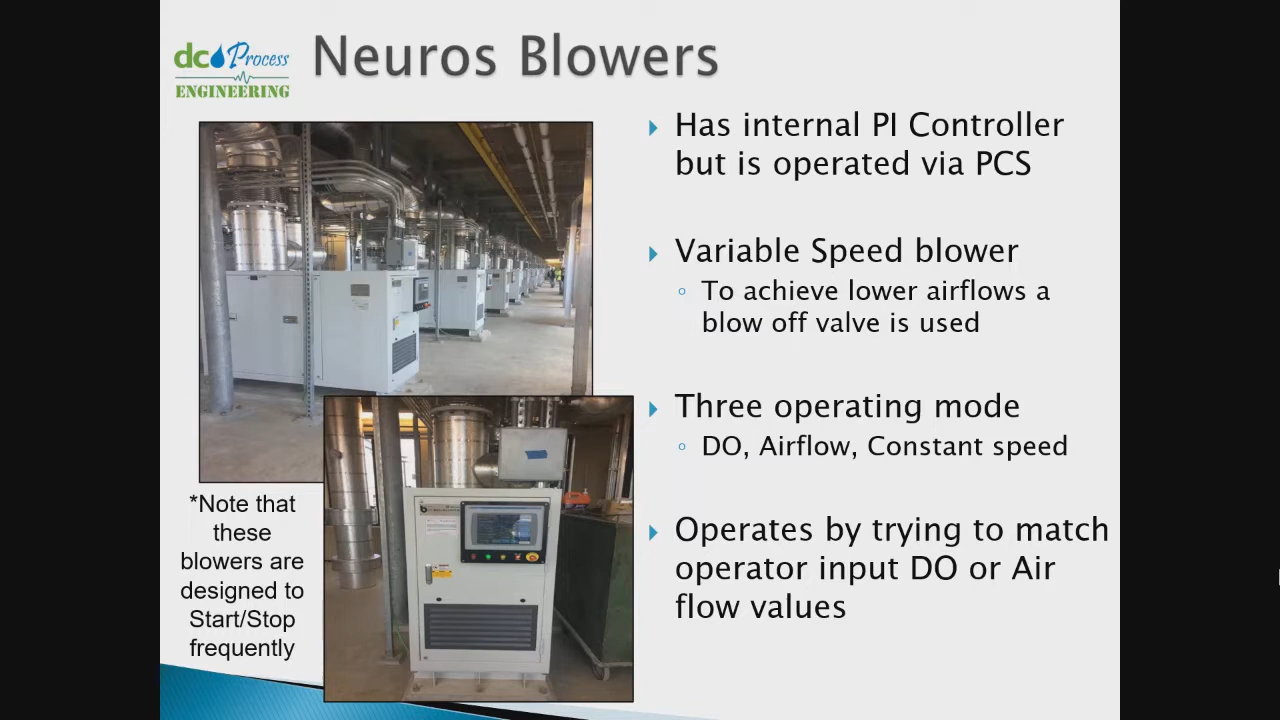 dc Process
ENGINEERING
Neuros Blowers
Has internal PI Controller
but is operated via PCS
Variable Speed blower
To achieve lower airflows a
blow off valve is used
Three operating mode
DO, Airflow, Constant speed
Operates by trying to match
operator input DO or Air
flow values
*Note that
these
blowers are
designed to
Start/Stop
frequently